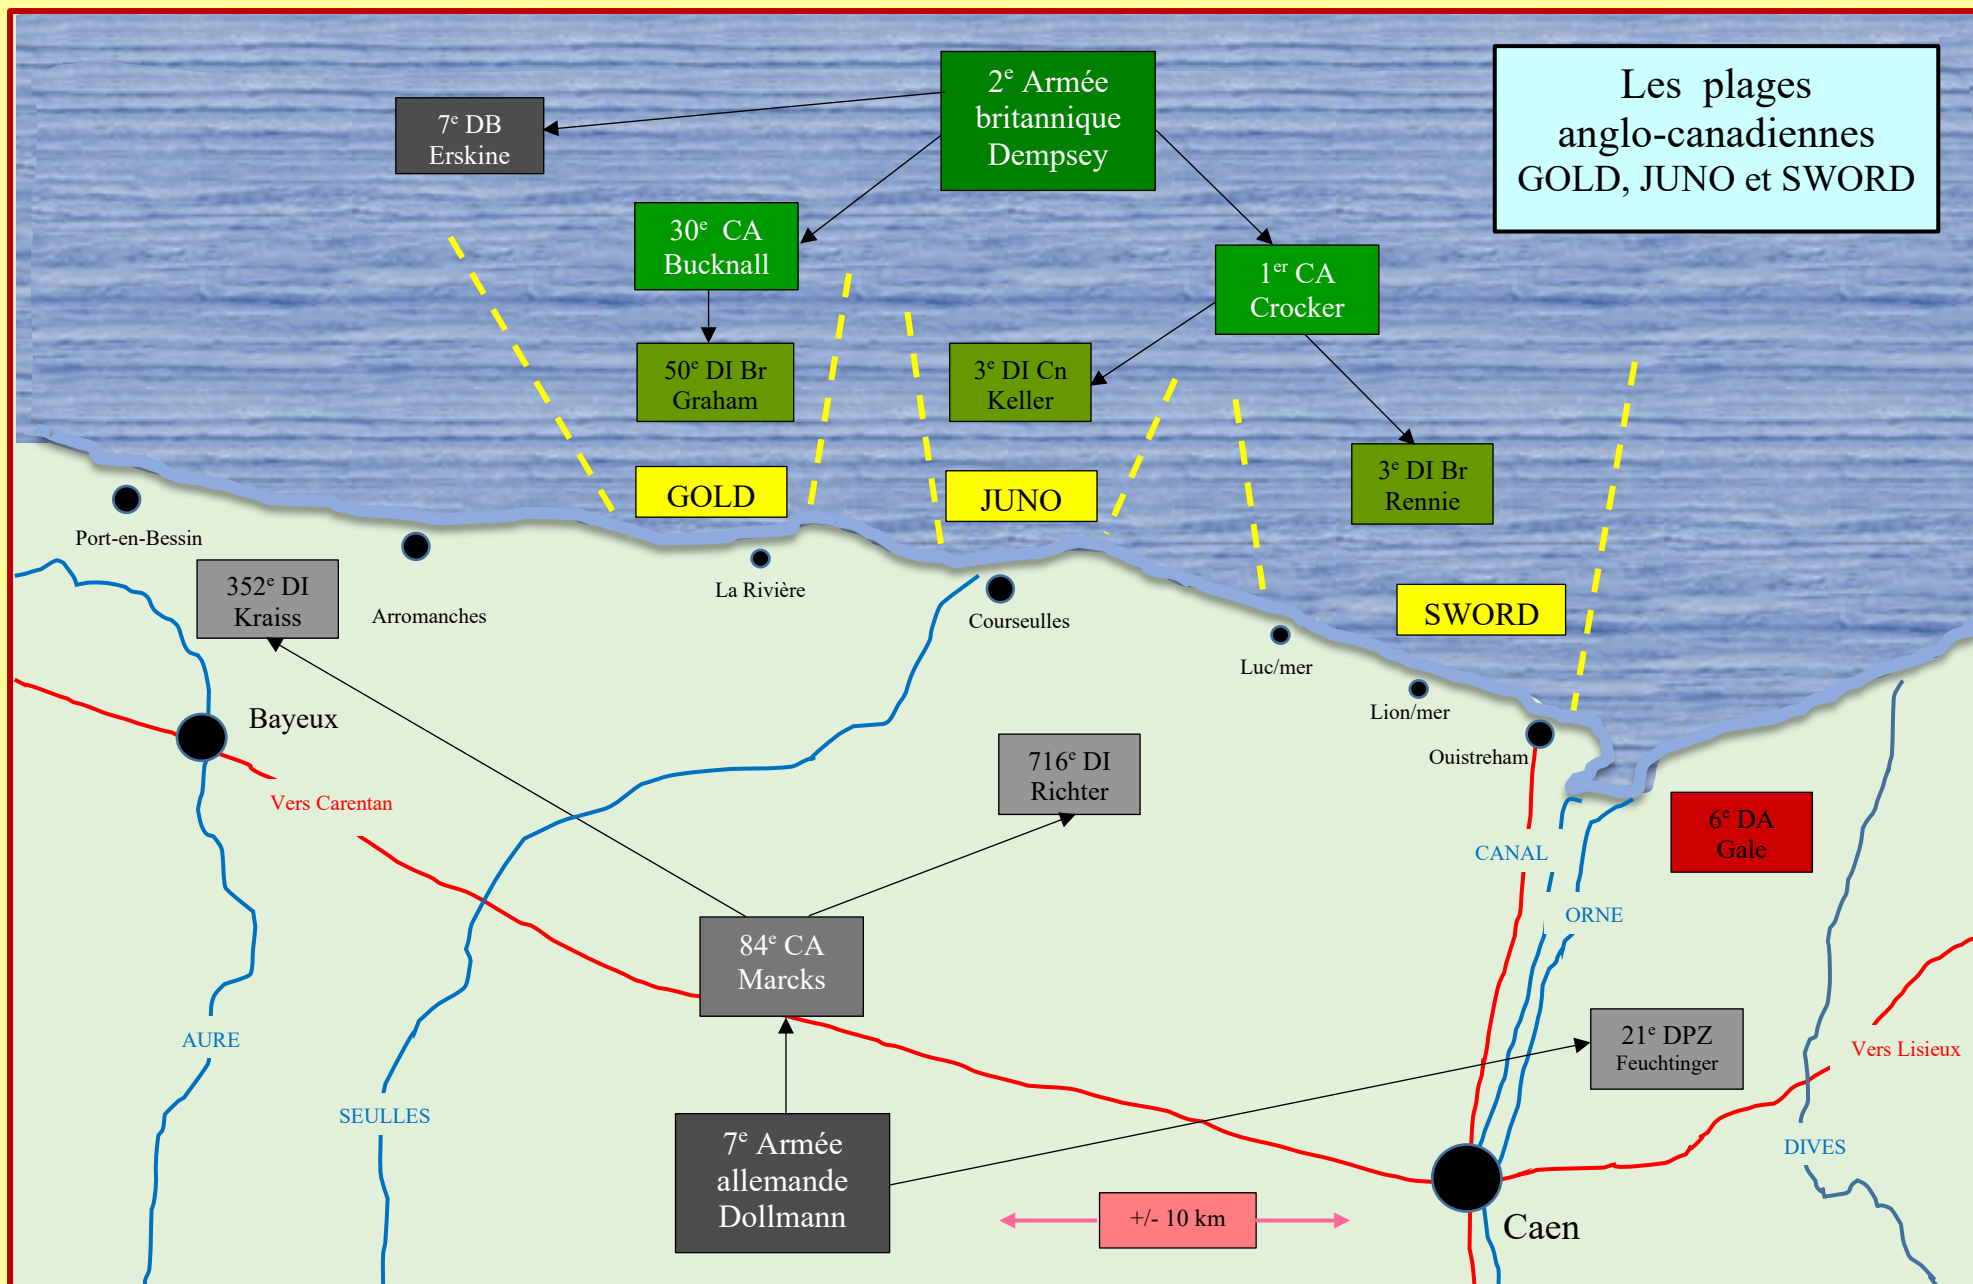 2e Armée
britannique
Dempsey
Les plages
anglo-canadiennes
GOLD, JUNO et SWORD
7e DB
Erskine
30e CA
Bucknall
1er CA
Crocker
50e DI Br
Graham
3e DI Cn
Keller
3e DI Br
Rennie
GOLD
JUNO
SWORD
Port-en-Bessin
Arromanches
La Rivière
Courseulles
Luc/mer
Lion/mer
Ouistreham
352e DI
Kraiss
Bayeux
Vers Carentan
716e DI
Richter
6e DA
Gale
CANAL
ORNE
84e CA
Marcks
AURE
SEULLES
21e DPZ
Feuchtinger
Vers Lisieux
DIVES
7e Armée
allemande
Dollmann
+/- 10 km
Caen